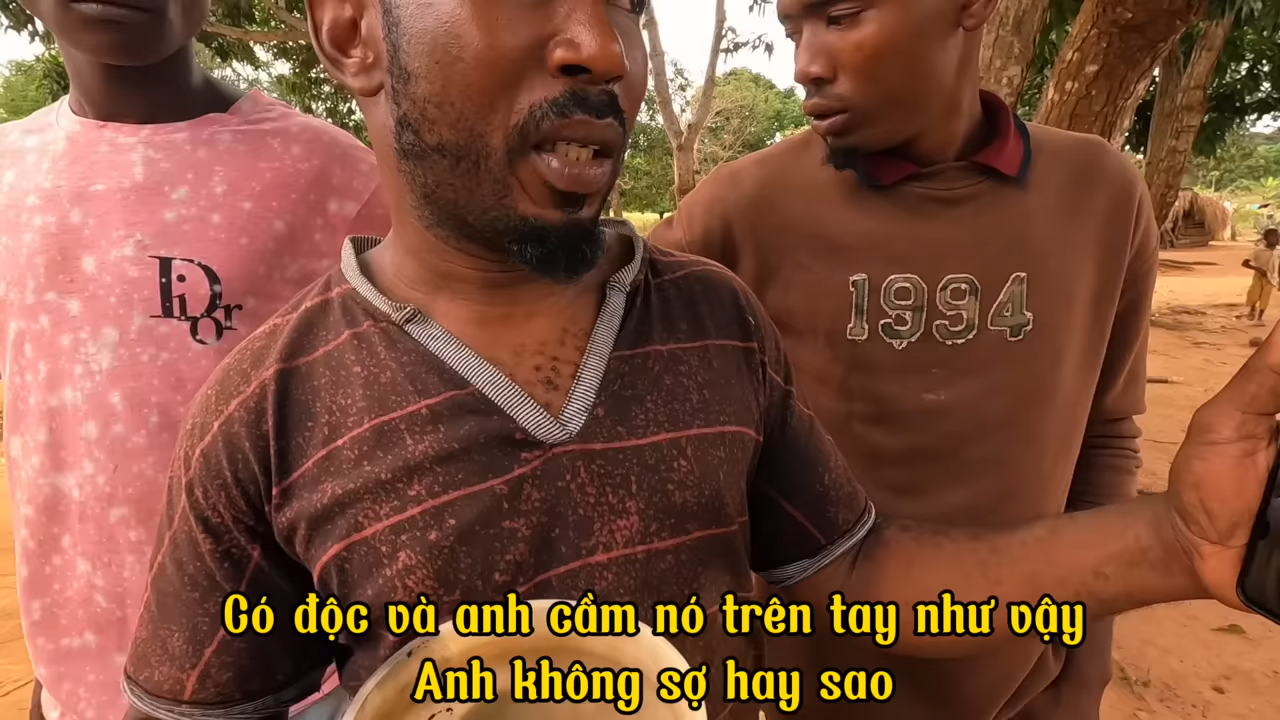 Dior
1994
Có độc và anh cầm nó trên tay như vậy
Anh không sợ hay sao